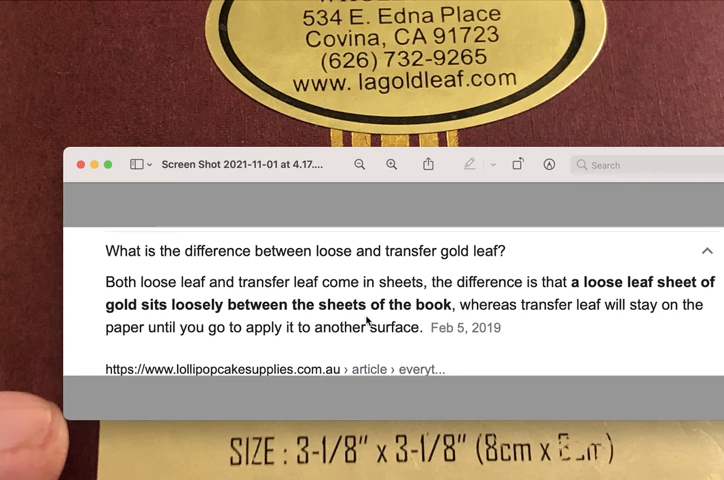 534 E. Edna Place
Covina, CA 91723
(626) 732-9265
www. lagoldleaf.com
Screen Shot 2021-11-01 at 4.17....
Search
What is the difference between loose and transfer gold leaf?
Both loose leaf and transfer leaf come in sheets, the difference is that a loose leaf sheet of
gold sits loosely between the sheets of the book, whereas transfer leaf will stay on the
paper until you go to apply it to another surface. Feb 5, 2019
https://www.lollipopcakesupplies.com.au › article › everyt...
SIZE : 3-1/8" x 3-1/8" (8cm x